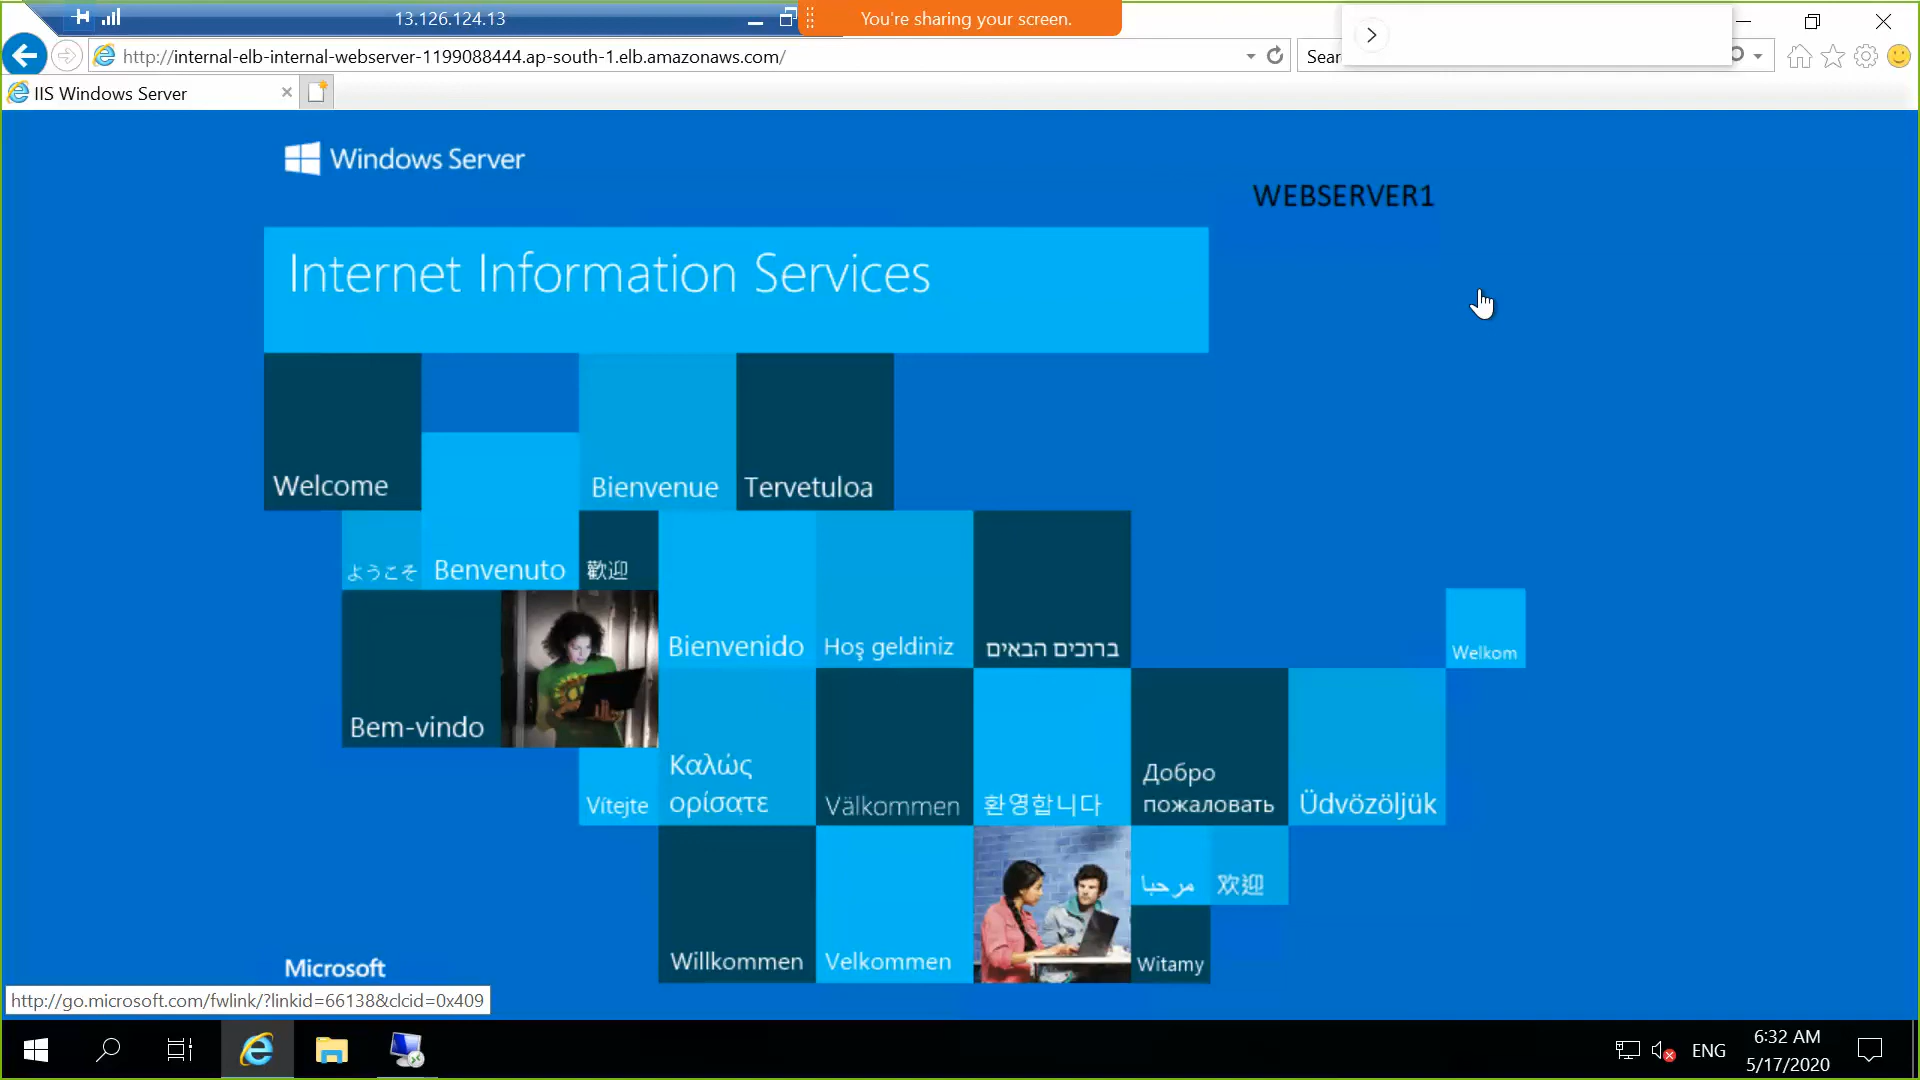 13.126.124.13
You're sharing your screen.
http://internal-elb-internal-webserver-1199088444.ap-south-1.elb.amazonaws.com/
Sear
IIS Windows Server
Windows Server
WEBSERVER1
Internet Information Services
Welcome
Bienvenue
Tervetuloa
ようこそ
Benvenuto
歡迎
Bienvenido
Hoş geldiniz
ברוכים הבאים
Welkom
Bem-vindo
Vítejte
Καλώς
ορίσατε
Välkommen
환영합니다
Добро
пожаловать
Üdvözöljük
مرحبا
欢迎
Willkommen
Velkommen
Witamy
Microsoft
http://go.microsoft.com/fwlink/?linkid=66138&clcid=0x409
ENG
6:32 AM
5/17/2020